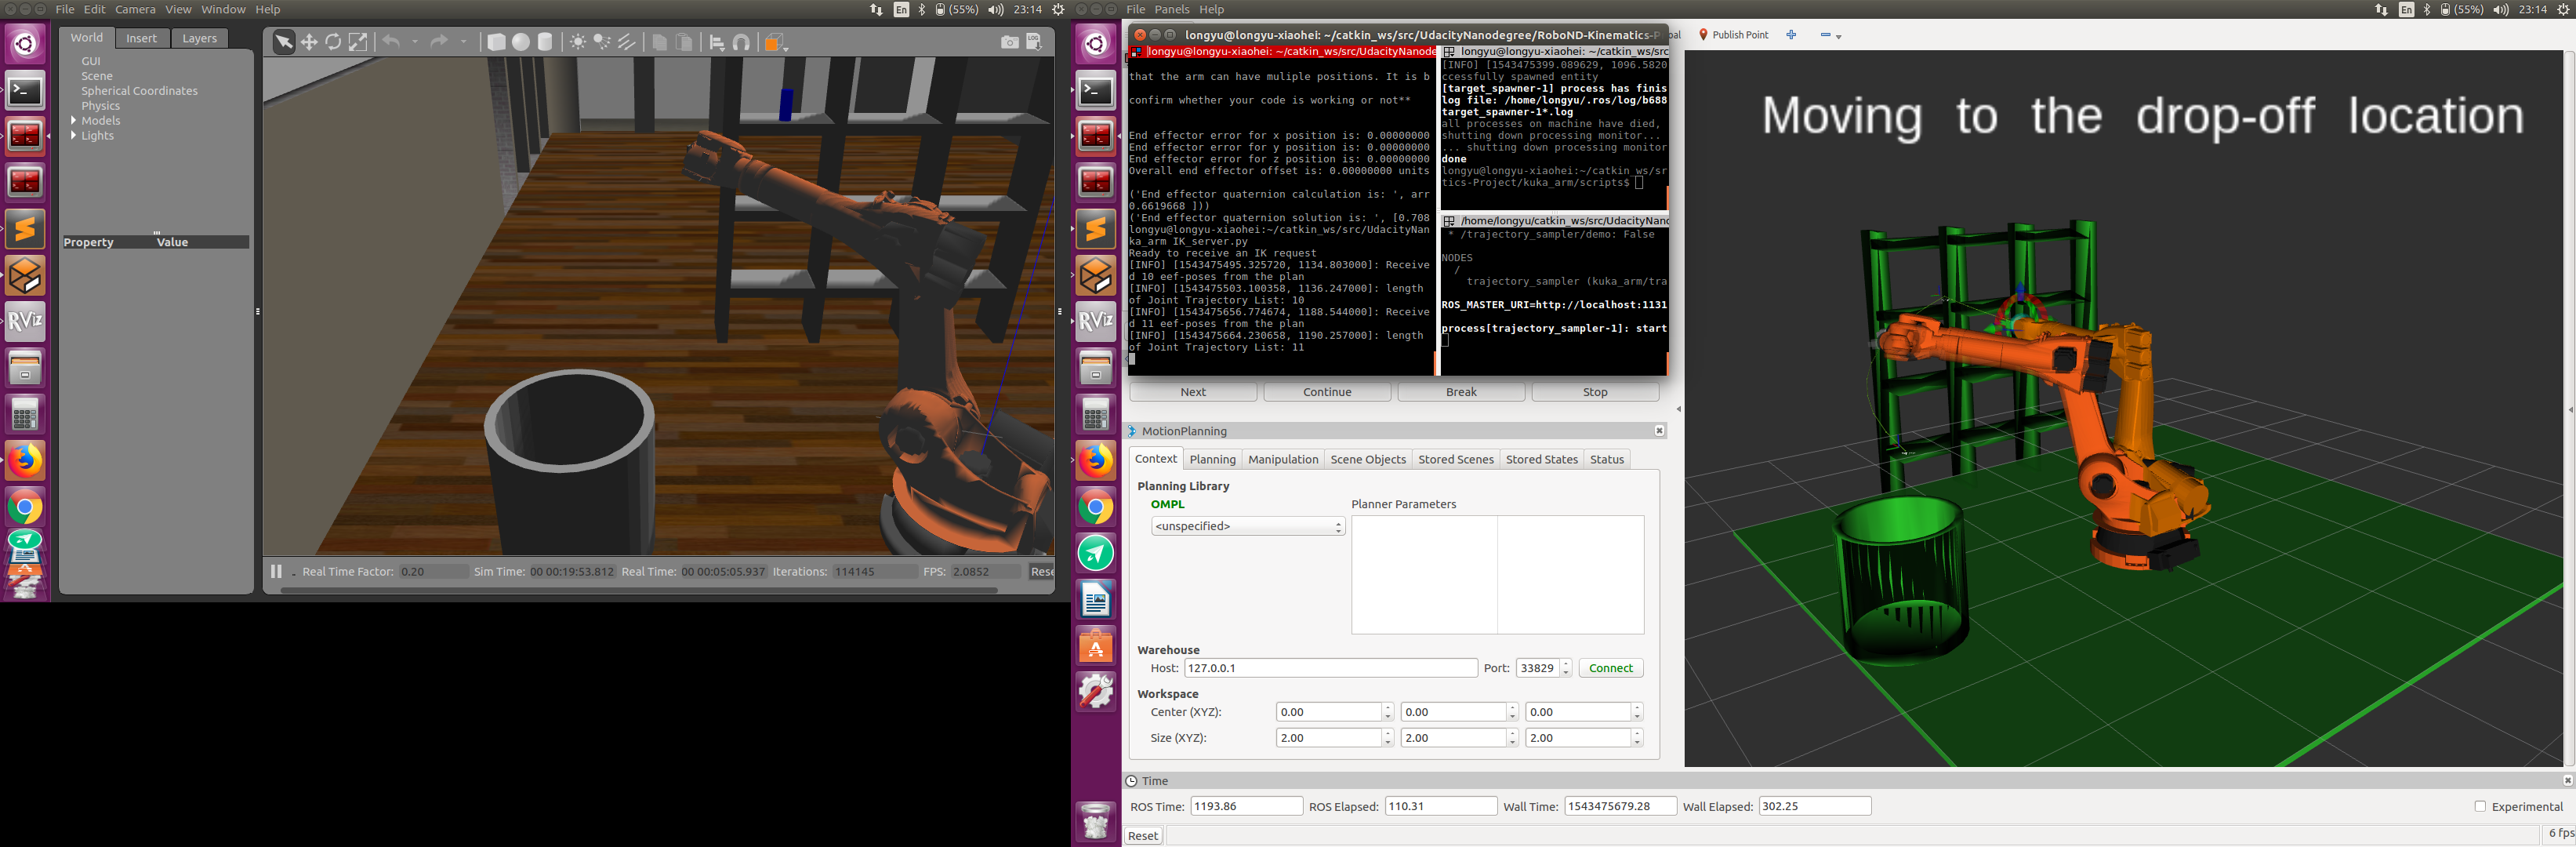 File Edit Camera View Window Help
En (55%) 23:14
World Insert Layers
GUI
Scene
Spherical Coordinates
Physics
Models
Lights
Property Value
Real Time Factor: 0.20 Sim Time: 00 00:19:53.812 Real Time: 00 00:05:05.937 Iterations: 114145 FPS: 2.0852 Rese
File Panels Help
En (55%) 23:14
Publish Point
longyu@longyu-xiaohei: ~/catkin_ws/src/UdacityNanodegree/RoboND-Kinematics-P
longyu@longyu-xiaohei: ~/catkin_ws/src/UdacityNanode
that the arm can have muliple positions. It is b
confirm whether your code is working or not**
End effector error for x position is: 0.00000000
End effector error for y position is: 0.00000000
End effector error for z position is: 0.00000000
Overall end effector offset is: 0.00000000 units
('End effector quaternion calculation is: ', arr
0.6619668 ]))
('End effector quaternion solution is: ', [0.708
longyu@longyu-xiaohei:~/catkin_ws/src/UdacityNan
ka_arm IK_server.py
Ready to receive an IK request
[INFO] [1543475495.325720, 1134.803000]: Receive
d 10 eef-poses from the plan
[INFO] [1543475503.100358, 1136.247000]: length
of Joint Trajectory List: 10
[INFO] [1543475656.774674, 1188.544000]: Receive
d 11 eef-poses from the plan
[INFO] [1543475664.230658, 1190.257000]: length
of Joint Trajectory List: 11
longyu@longyu-xiaohei: ~/catkin_ws/src
[INFO] [1543475399.089629, 1096.5820
ccessfully spawned entity
[target_spawner-1] process has finis
log file: /home/longyu/.ros/log/b688
target_spawner-1*.log
all processes on machine have died,
shutting down processing monitor...
... shutting down processing monitor
done
longyu@longyu-xiaohei:~/catkin_ws/sr
tics-Project/kuka_arm/scripts$
/home/longyu/catkin_ws/src/UdacityNano
* /trajectory_sampler/demo: False
NODES
/
trajectory_sampler (kuka_arm/tra
ROS_MASTER_URI=http://localhost:1131
process[trajectory_sampler-1]: start
Next Continue Break Stop
MotionPlanning
Context Planning Manipulation Scene Objects Stored Scenes Stored States Status
Planning Library
OMPL
Planner Parameters
<unspecified>
Warehouse
Host: 127.0.0.1 Port: 33829 Connect
Workspace
Center (XYZ): 0.00 0.00 0.00
Size (XYZ): 2.00 2.00 2.00
Moving to the drop-off location
Time
ROS Time: 1193.86 ROS Elapsed: 110.31 Wall Time: 1543475679.28 Wall Elapsed: 302.25 Experimental
Reset 6 fps
RViz
RViz